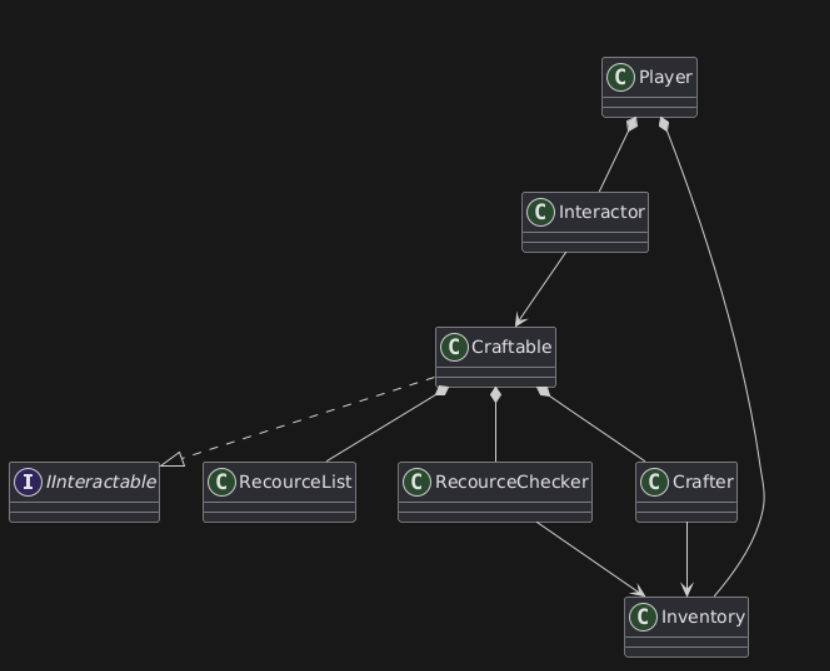 C Player
C Interactor
C Craftable
I IInteractable
C RecourceList
C RecourceChecker
C Crafter
C Inventory